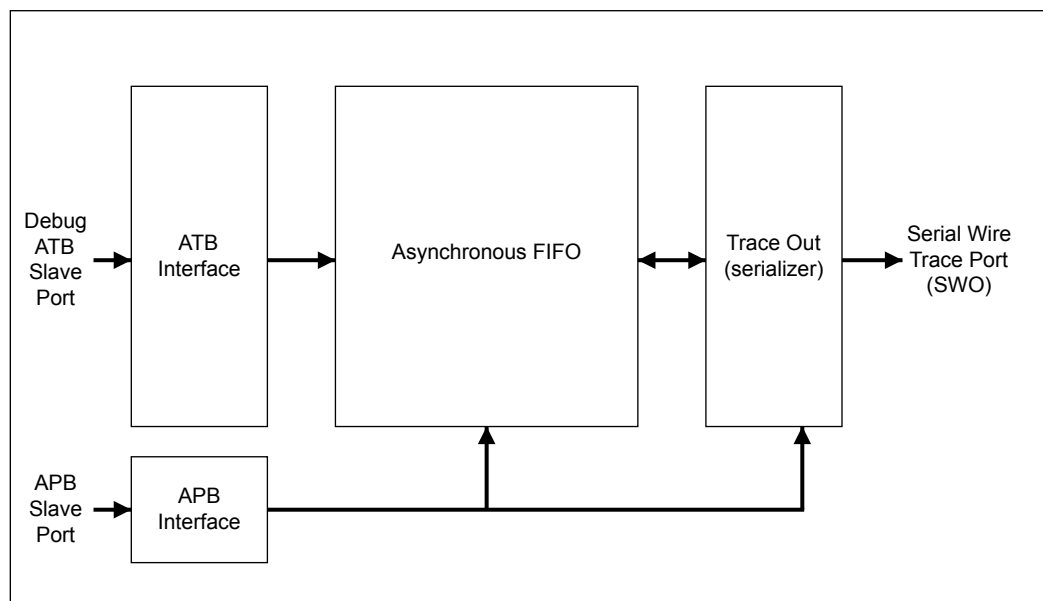 Debug
ATB
Slave
Port
ATB
Interface
Asynchronous FIFO
Trace Out
(serializer)
Serial Wire
Trace Port
(SWO)
APB
Slave
Port
APB
Interface